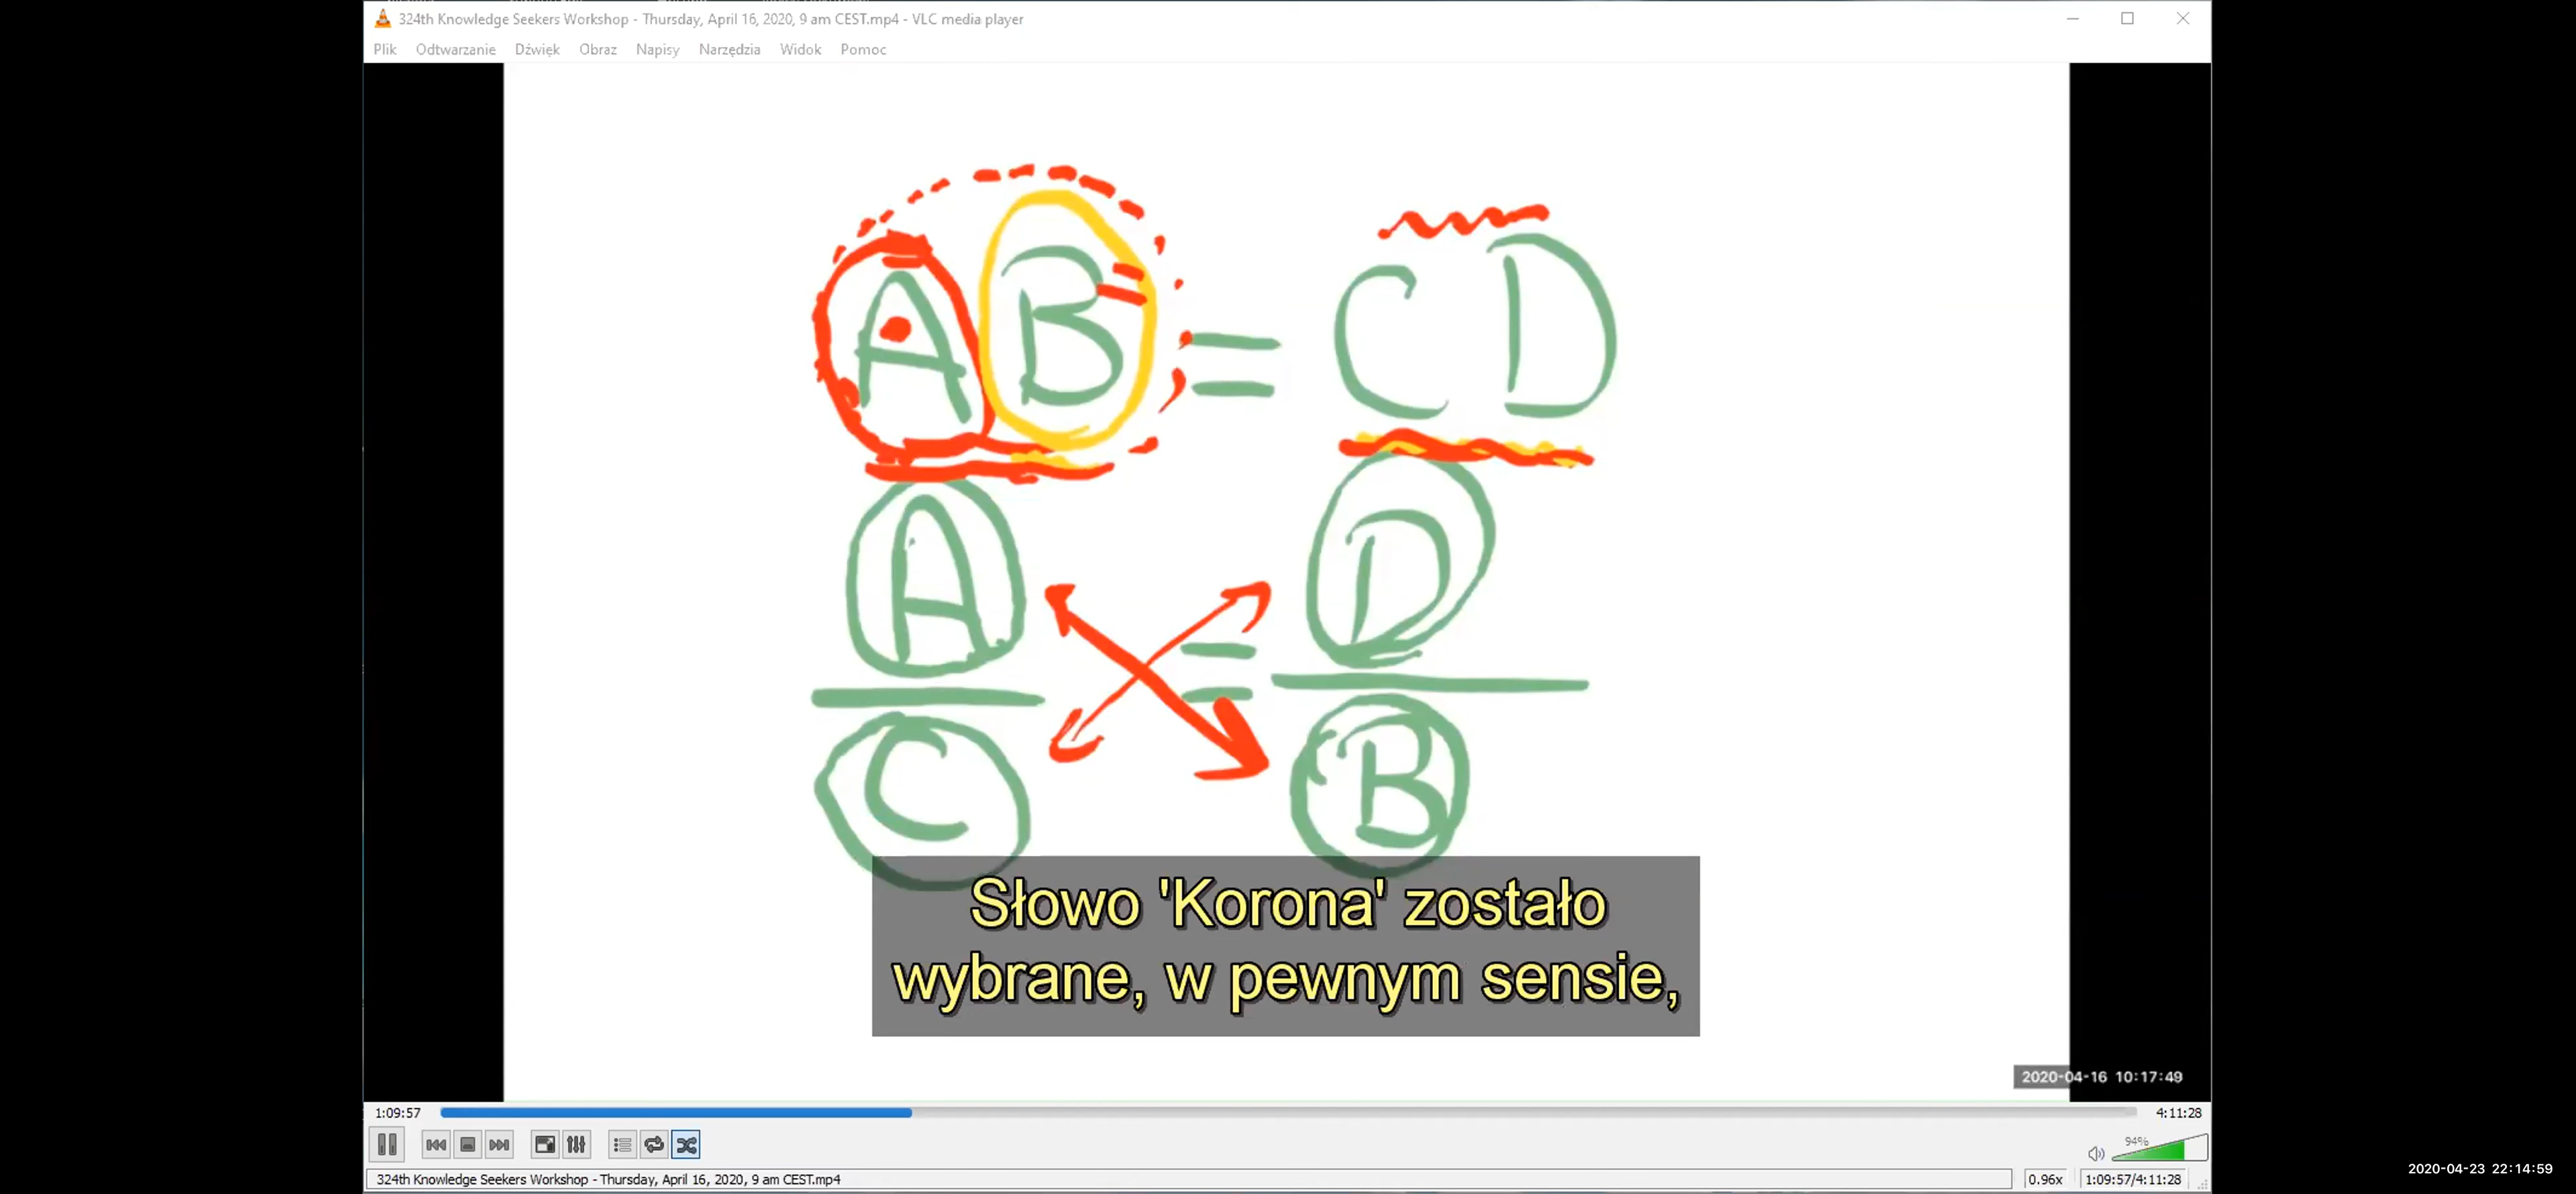 324th Knowledge Seekers Workshop - Thursday, April 16, 2020, 9 am CEST.mp4 - VLC media player
Plik Odtwarzanie Dźwięk Obraz Napisy Narzędzia Widok Pomoc
A B = C D
A = D
C B
Słowo 'Korona' zostało
wybrane, w pewnym sensie,
2020-04-16 10:17:49
1:09:57 4:11:28
94%
2020-04-23 22:14:59
324th Knowledge Seekers Workshop - Thursday, April 16, 2020, 9 am CEST.mp4 0.96x 1:09:57/4:11:28